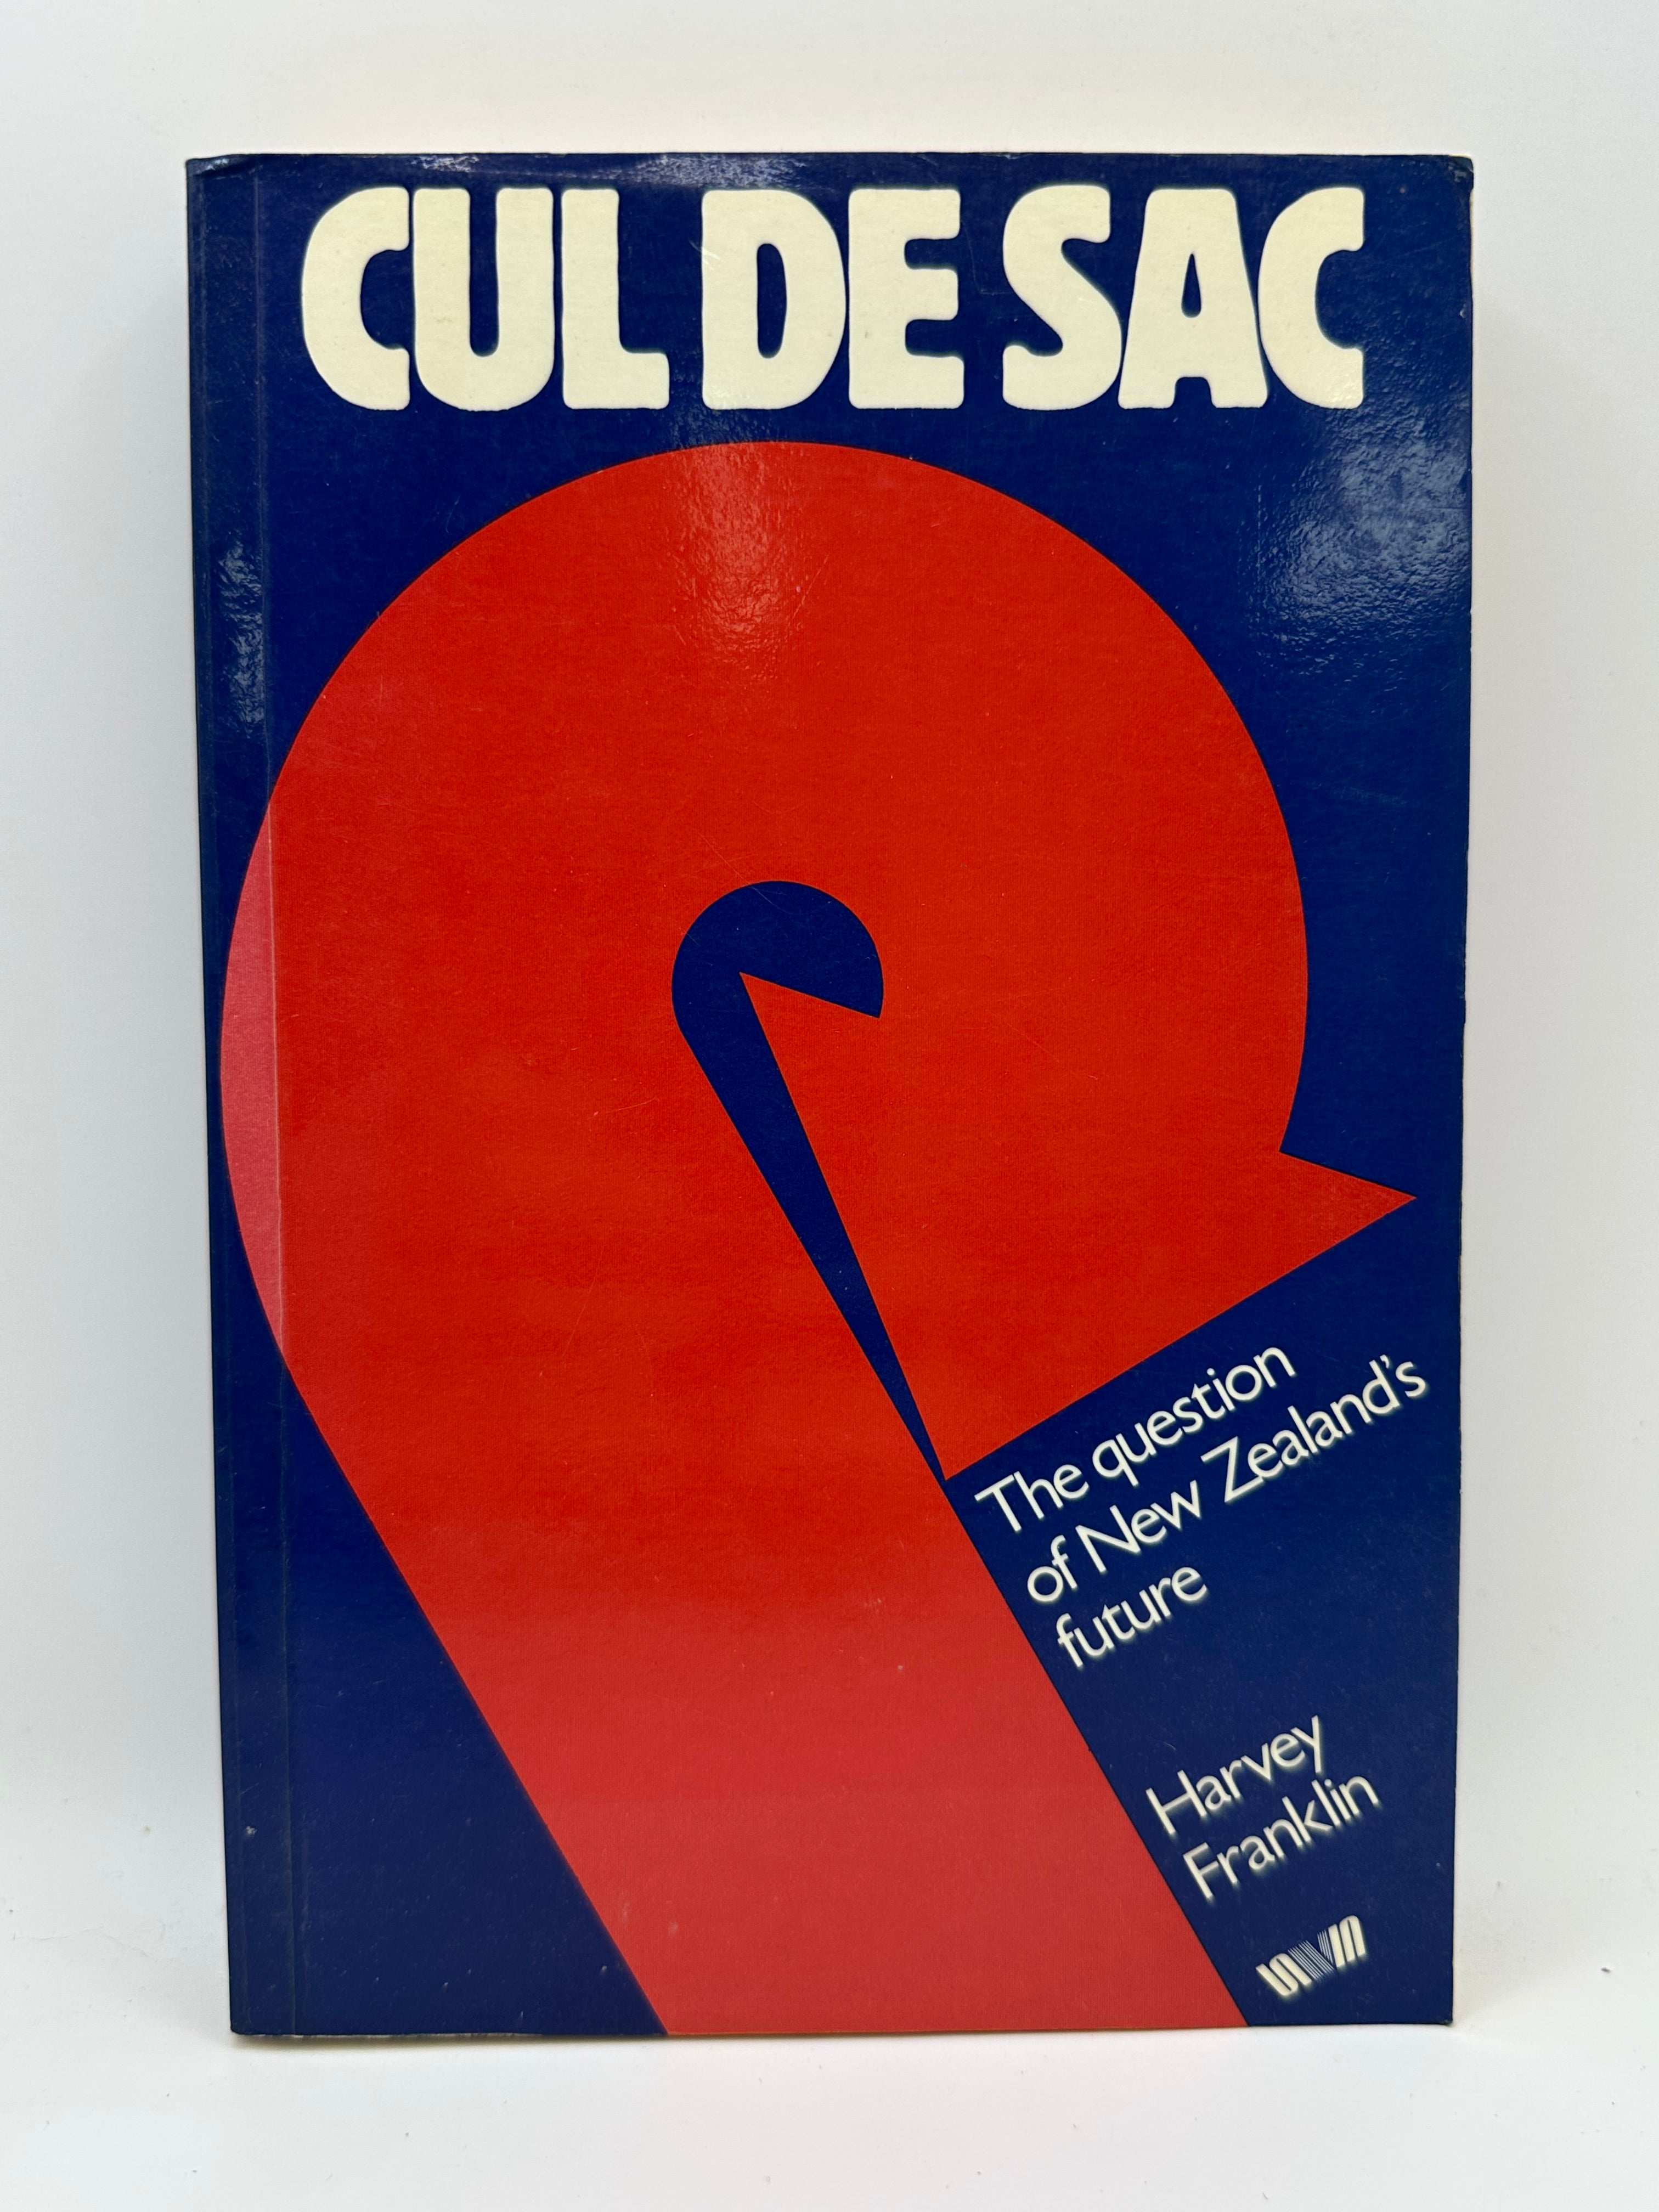 CUL DE SAC
The question
of New Zealand's
future
Harvey
Franklin